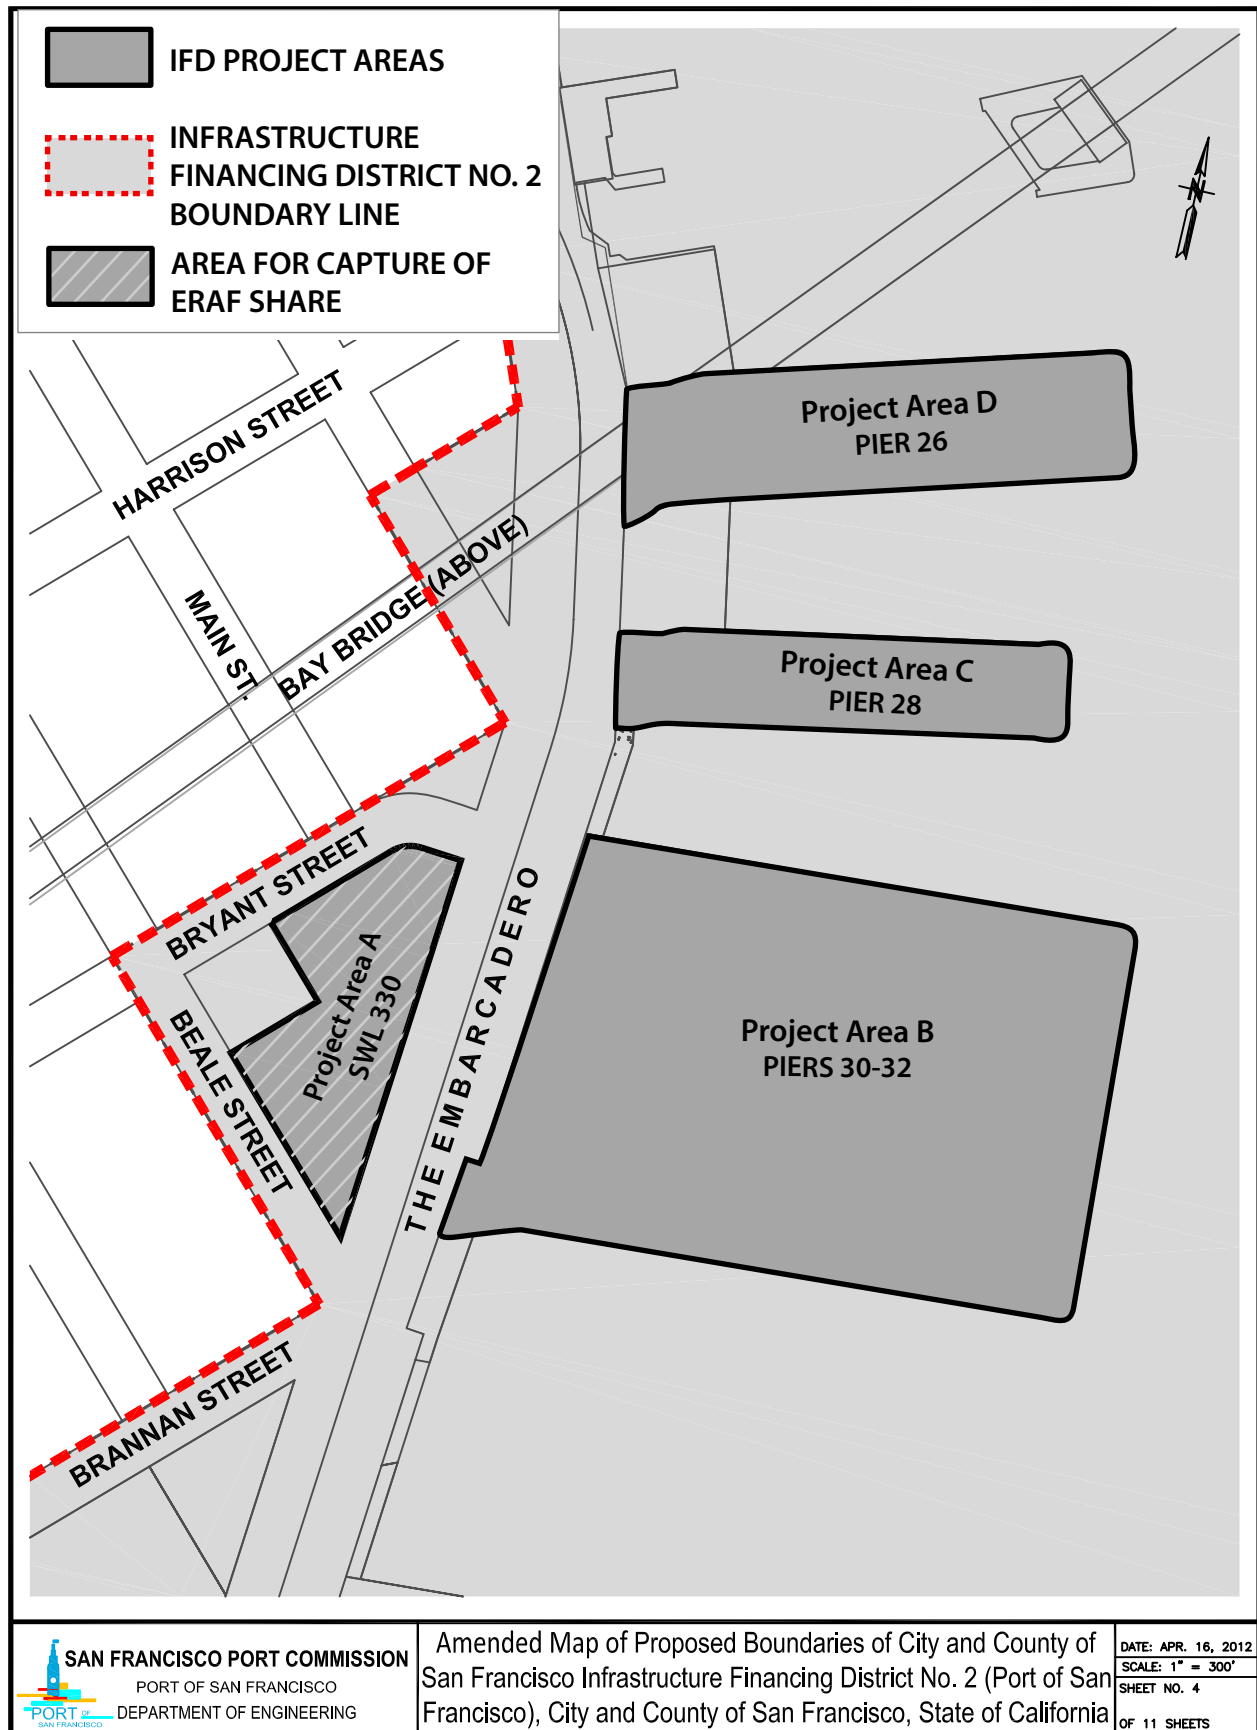 IFD PROJECT AREAS
INFRASTRUCTURE
FINANCING DISTRICT NO. 2
BOUNDARY LINE
AREA FOR CAPTURE OF
ERAF SHARE
N
HARRISON STREET
MAIN ST.
BAY BRIDGE (ABOVE)
Project Area D
PIER 26
Project Area C
PIER 28
BRYANT STREET
Project Area A
SWL 330
BEALE STREET
THE EMBARCADERO
Project Area B
PIERS 30-32
BRANNAN STREET
SAN FRANCISCO PORT COMMISSION
PORT OF SAN FRANCISCO
DEPARTMENT OF ENGINEERING
PORT OF
SAN FRANCISCO
Amended Map of Proposed Boundaries of City and County of
San Francisco Infrastructure Financing District No. 2 (Port of San
Francisco), City and County of San Francisco, State of California
DATE: APR. 16, 2012
SCALE: 1" = 300'
SHEET NO. 4
OF 11 SHEETS